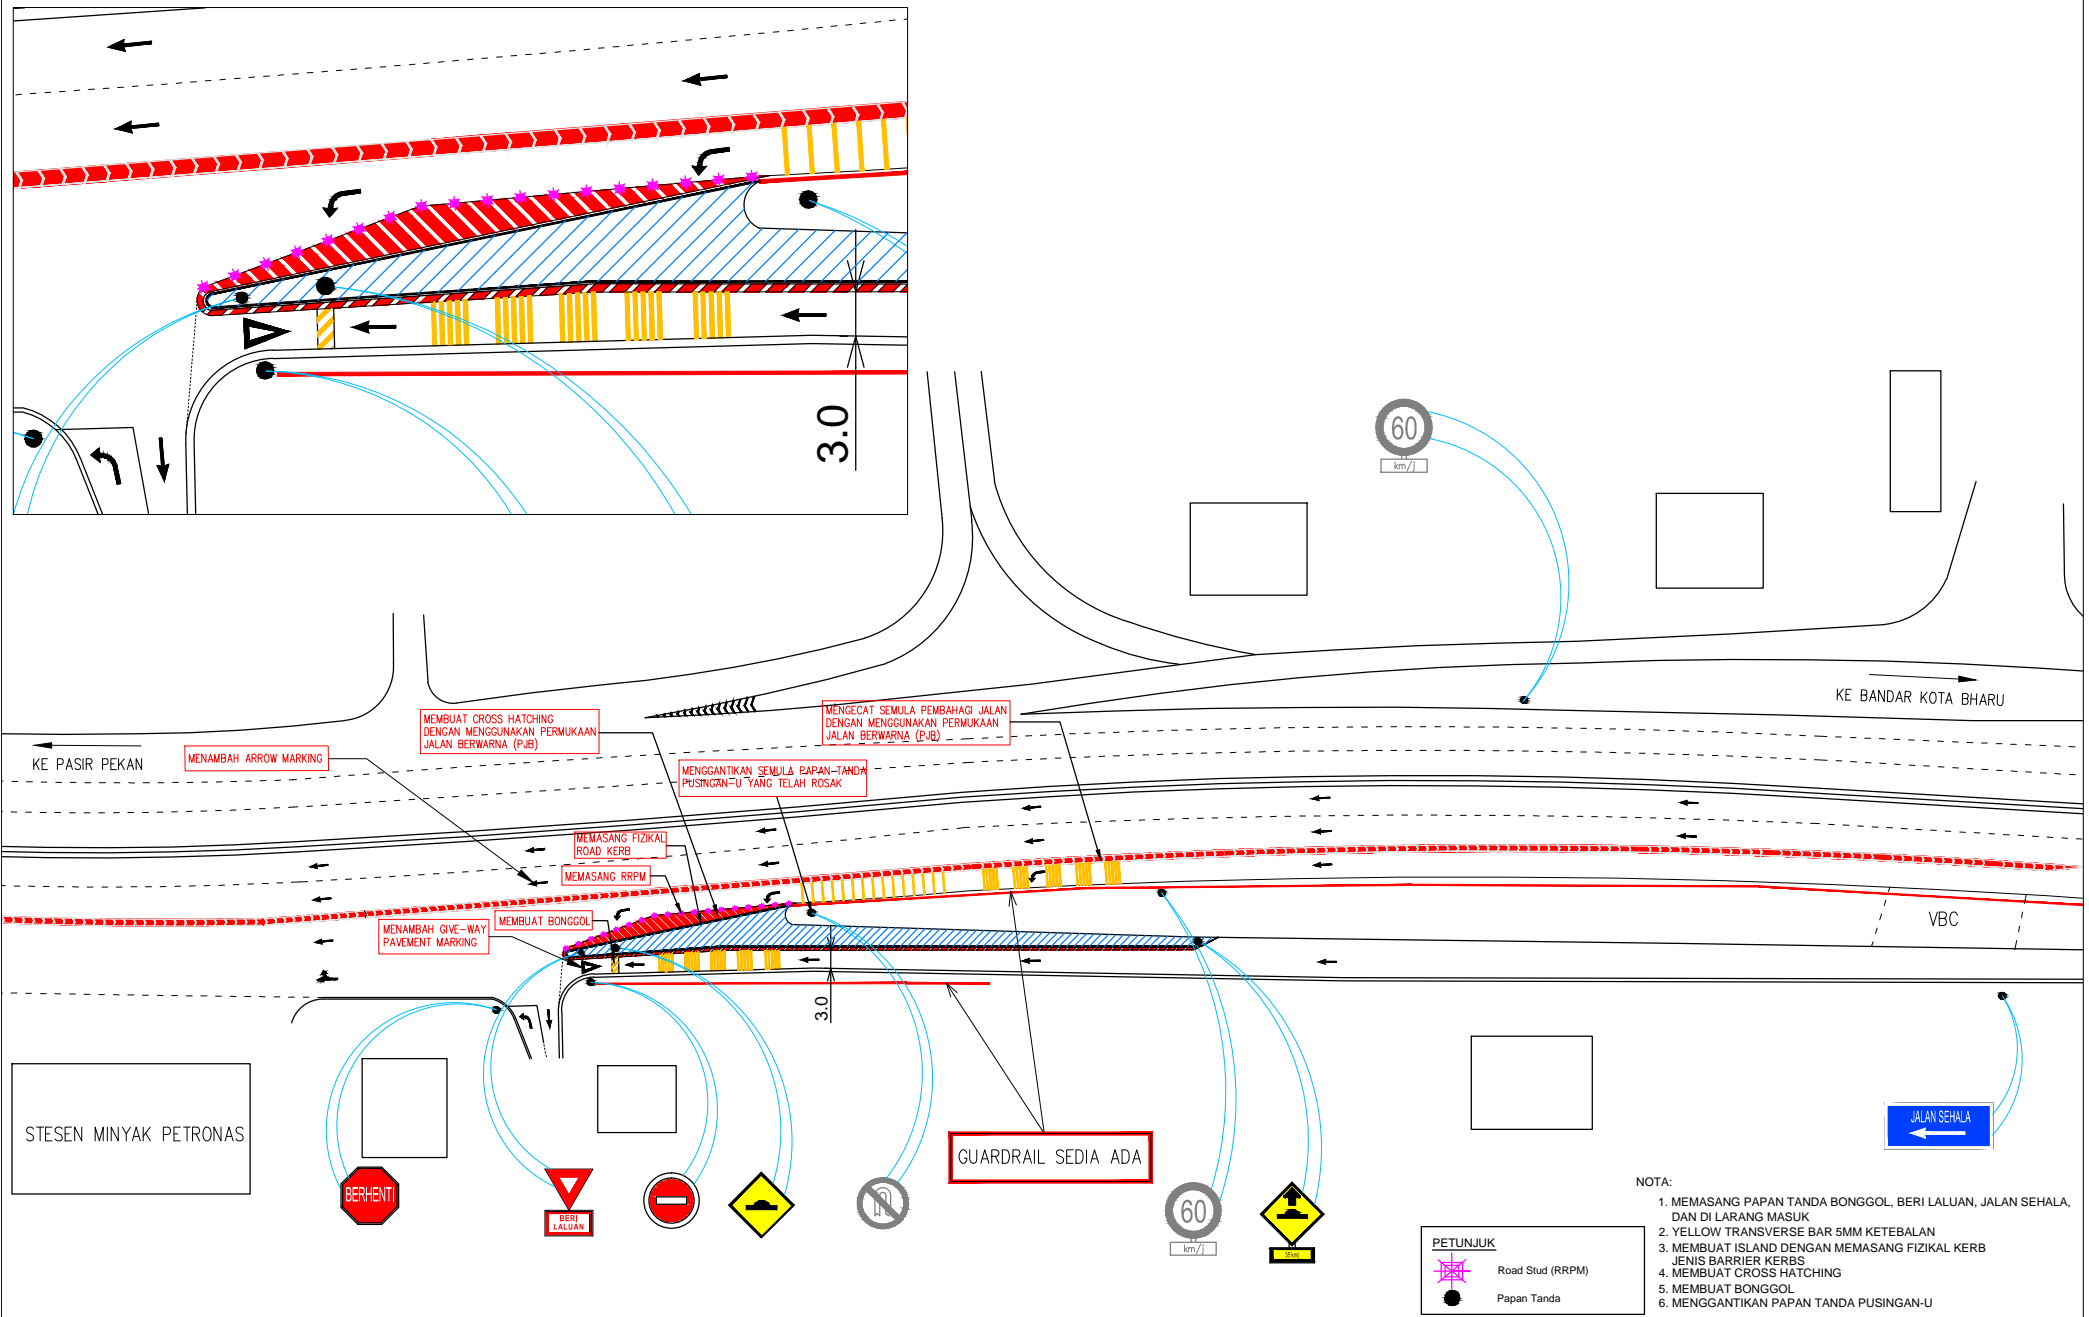 3.0
60
km/j
KE BANDAR KOTA BHARU
KE PASIR PEKAN
MEMBUAT CROSS HATCHING
DENGAN MENGGUNAKAN PERMUKAAN
JALAN BERWARNA (PJB)
MENGECAT SEMULA PEMBAHAGI JALAN
DENGAN MENGGUNAKAN PERMUKAAN
JALAN BERWARNA (PJB)
MENAMBAH ARROW MARKING
MENGGANTIKAN SEMULA PAPAN-TANDA
PUSINGAN-U YANG TELAH ROSAK
MEMASANG FIZIKAL
ROAD KERB
MEMASANG RRPM
MEMBUAT BONGGOL
MENAMBAH GIVE-WAY
PAVEMENT MARKING
VBC
3.0
STESEN MINYAK PETRONAS
GUARDRAIL SEDIA ADA
JALAN SEHALA
BERHENTI
BERI
LALUAN
60
km/j
35 km/j
PETUNJUK
Road Stud (RRPM)
Papan Tanda
NOTA:
1. MEMASANG PAPAN TANDA BONGGOL, BERI LALUAN, JALAN SEHALA,
DAN DI LARANG MASUK
2. YELLOW TRANSVERSE BAR 5MM KETEBALAN
3. MEMBUAT ISLAND DENGAN MEMASANG FIZIKAL KERB
JENIS BARRIER KERBS
4. MEMBUAT CROSS HATCHING
5. MEMBUAT BONGGOL
6. MENGGANTIKAN PAPAN TANDA PUSINGAN-U